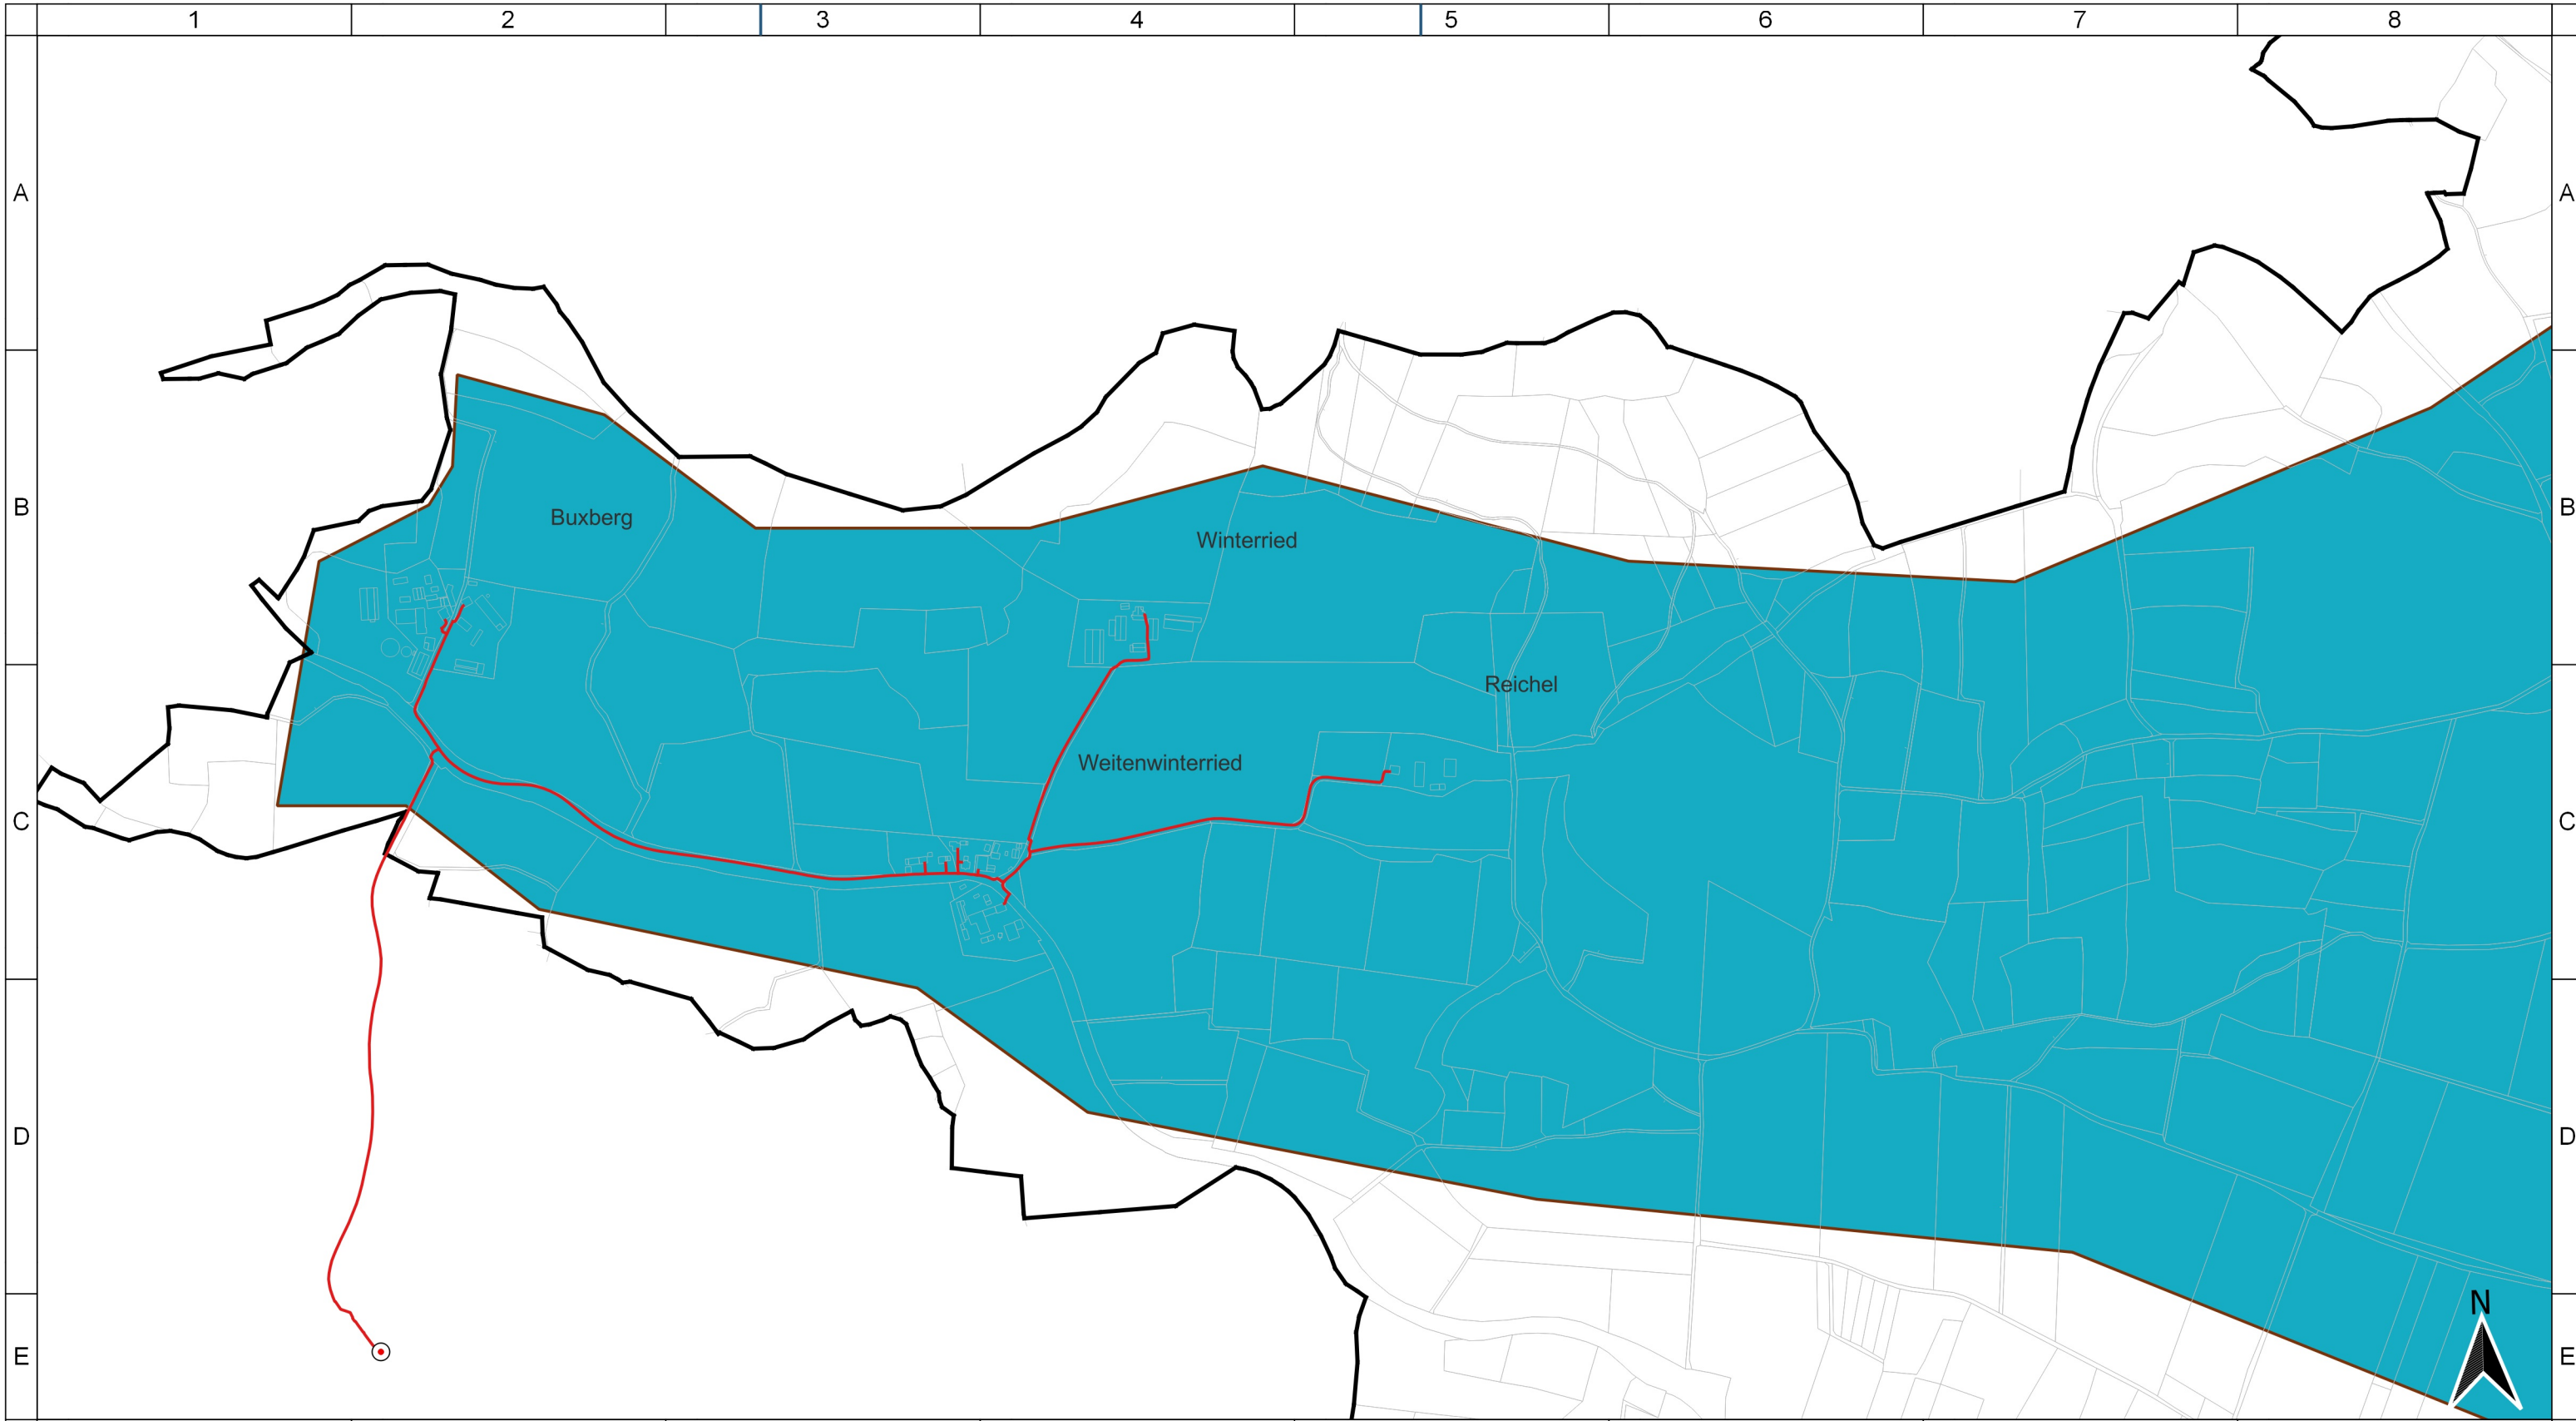 1 2 3 4 5 6 7 8
A A
B Buxberg Winterried B
Reichel
Weitenwinterried
C C
D D
N
E E